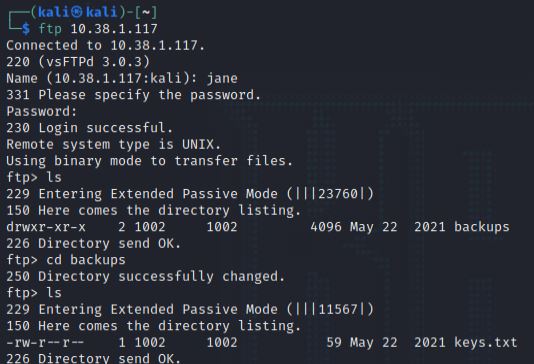 ┌──(kali㉿kali)-[~]
└─$ ftp 10.38.1.117
Connected to 10.38.1.117.
220 (vsFTPd 3.0.3)
Name (10.38.1.117:kali): jane
331 Please specify the password.
Password:
230 Login successful.
Remote system type is UNIX.
Using binary mode to transfer files.
ftp> ls
229 Entering Extended Passive Mode (|||23760|)
150 Here comes the directory listing.
drwxr-xr-x    2 1002     1002         4096 May 22  2021 backups
226 Directory send OK.
ftp> cd backups
250 Directory successfully changed.
ftp> ls
229 Entering Extended Passive Mode (|||11567|)
150 Here comes the directory listing.
-rw-r--r--    1 1002     1002           59 May 22  2021 keys.txt
226 Directory send OK.